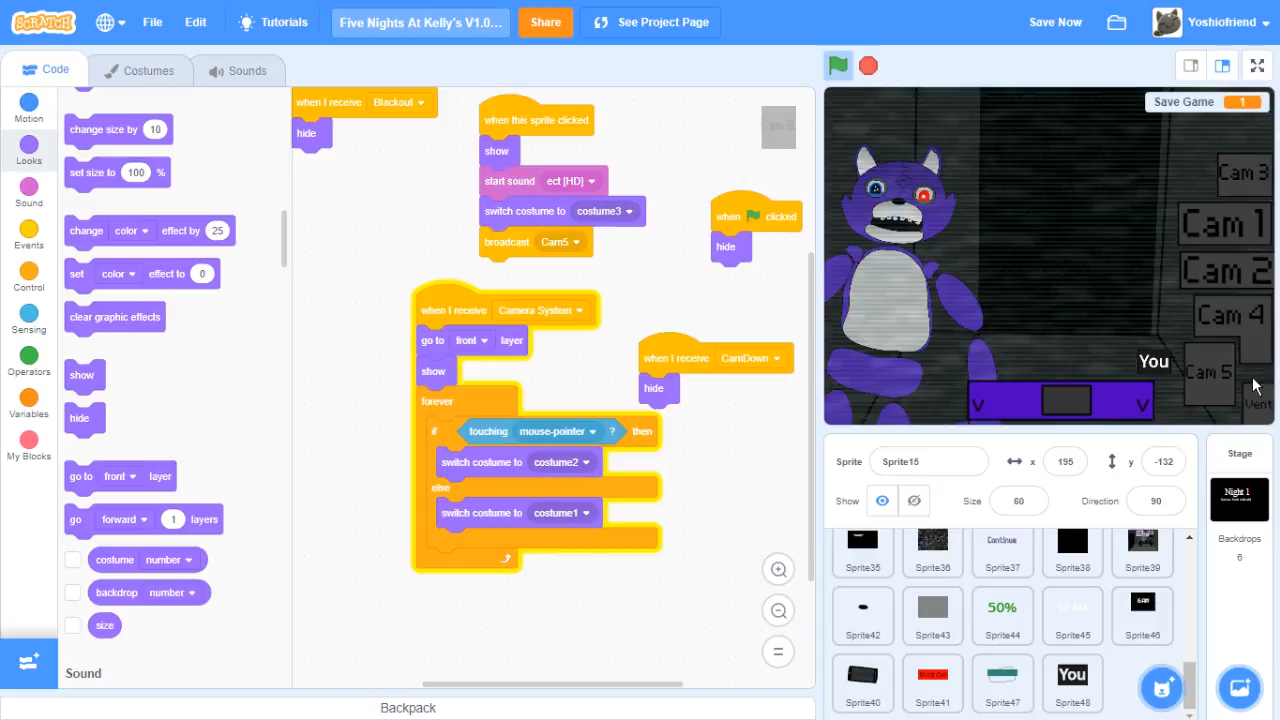 SCRATCH
File
Edit
Tutorials
Five Nights At Kelly's V1.0...
Share
See Project Page
Save Now
Yoshiofriend
Code
Costumes
Sounds
Motion
Looks
Sound
Events
Control
Sensing
Operators
Variables
My Blocks
change size by 10
set size to 100 %
change color effect by 25
set color effect to 0
clear graphic effects
show
hide
go to front layer
go forward 1 layers
costume number
backdrop number
size
Sound
when I receive Blackout
hide
when this sprite clicked
show
start sound ect [HD]
switch costume to costume3
broadcast Cam5
when clicked
hide
when I receive Camera System
go to front layer
show
forever
if touching mouse-pointer ? then
switch costume to costume2
else
switch costume to costume1
when I receive CamDown
hide
Cam 5
Backpack
Save Game 1
Cam 3
Cam 1
Cam 2
Cam 4
You
Cam 5
Vent
V V
Sprite Sprite15 x 195 y -132
Show Size 60 Direction 90
Stage
Night 1
Backdrops
6
Continue
Sprite35 Sprite36 Sprite37 Sprite38 Sprite39
50% 12 AM 6 AM
Sprite42 Sprite43 Sprite44 Sprite45 Sprite46
You
Sprite40 Sprite41 Sprite47 Sprite48